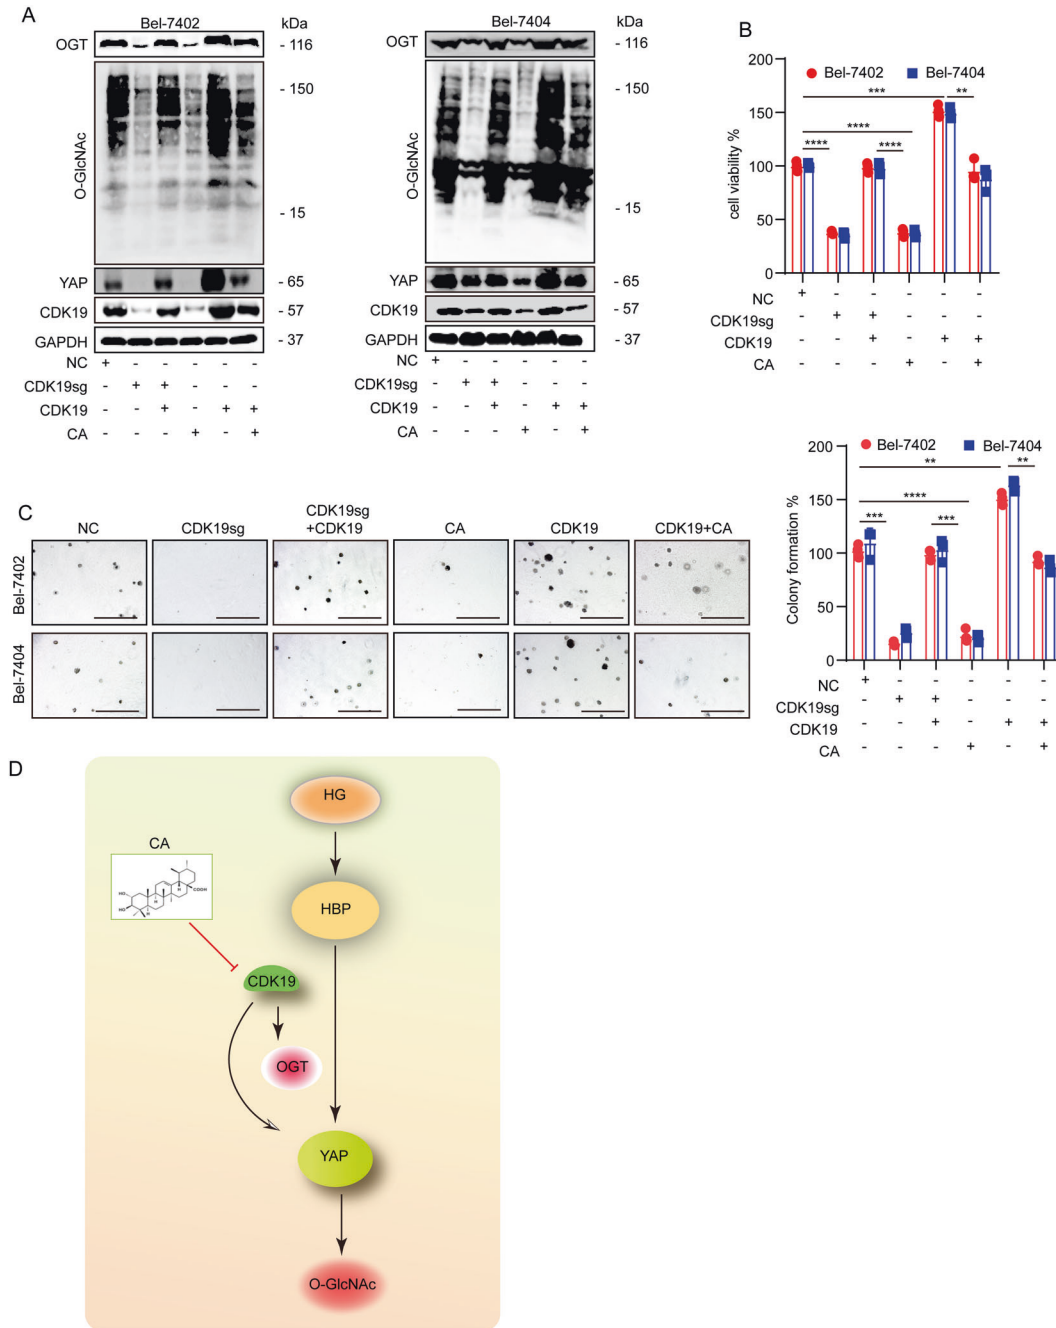 A
Bel-7402
kDa
OGT
- 116
O-GlcNAc
- 150
- 15
YAP
- 65
CDK19
- 57
GAPDH
- 37
NC + - - - - -
CDK19sg - + + - - -
CDK19 - - + - + +
CA - - - + - +
Bel-7404
kDa
OGT
- 116
O-GlcNAc
- 150
- 15
YAP
- 65
CDK19
- 57
GAPDH
- 37
NC + - - - - -
CDK19sg - + + - - -
CDK19 - - + - + +
CA - - - + - +
B
Bel-7402 Bel-7404
cell viability %
200
150
100
50
0
*** **
****
**** ****
NC + - - - - -
CDK19sg - + + - - -
CDK19 - - + - + +
CA - - - + - +
Bel-7402 Bel-7404
Colony formation %
200
150
100
50
0
** **
****
*** ***
NC + - - - - -
CDK19sg - + + - - -
CDK19 - - + - + +
CA - - - + - +
C
NC
CDK19sg
CDK19sg
+CDK19
CA
CDK19
CDK19+CA
Bel-7402
Bel-7404
D
HG
CA
HO
HO
COOH
H
H
H
HBP
CDK19
OGT
YAP
O-GlcNAc